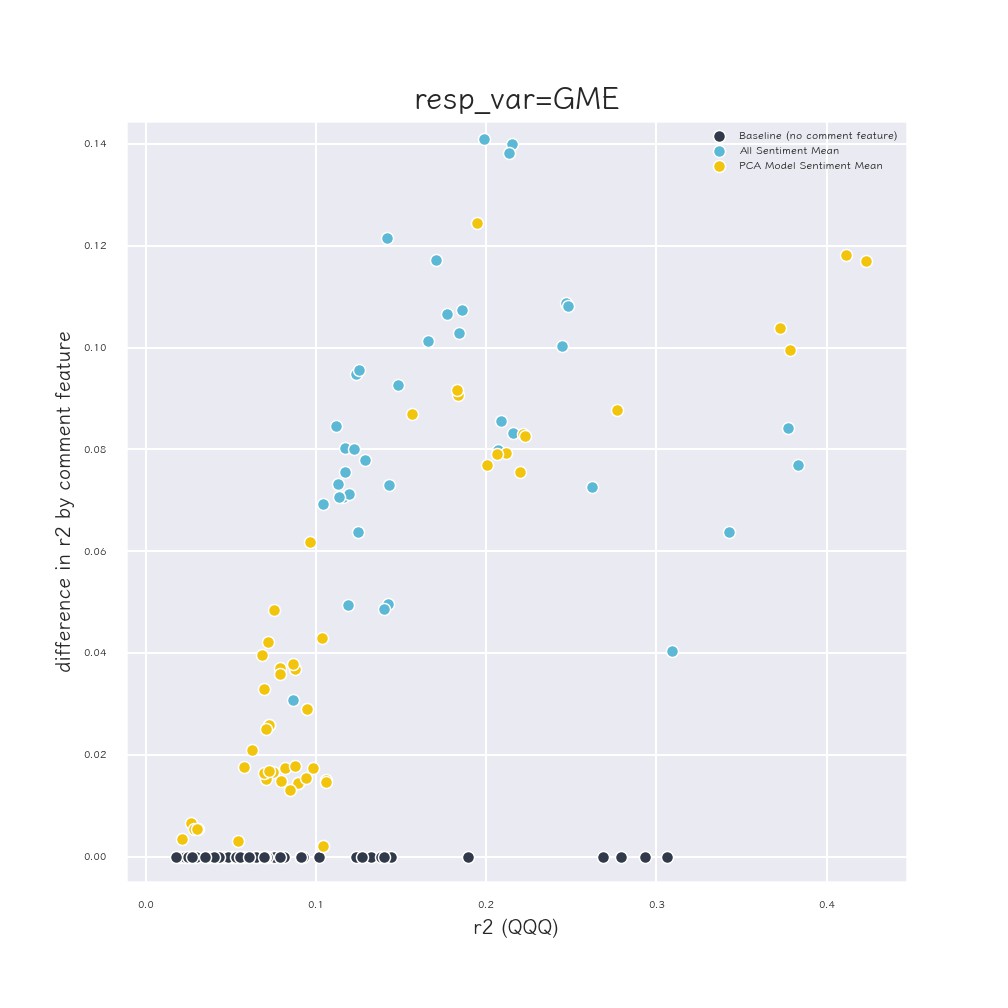 resp_var=GME
Baseline (no comment feature)
All Sentiment Mean
PCA Model Sentiment Mean
difference in r2 by comment feature
0.14
0.12
0.10
0.08
0.06
0.04
0.02
0.00
0.0 0.1 0.2 0.3 0.4
r2 (QQQ)